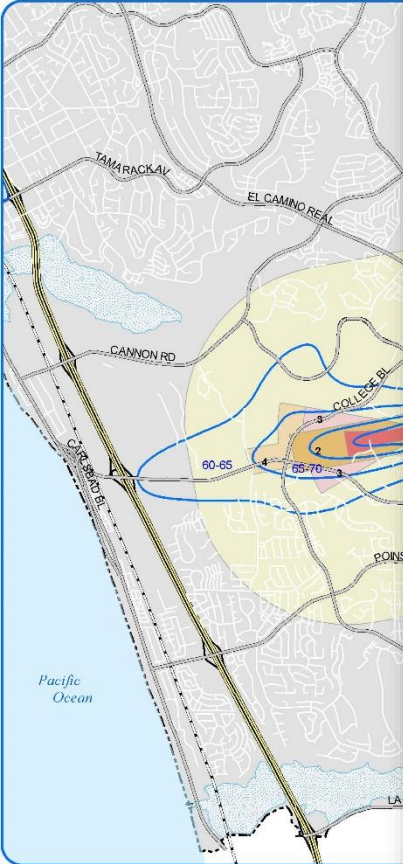 TAMARACK AV
EL CAMINO REAL
CANNON RD
COLLEGE BL
3
CARLSBAD BL
60-65
4
2
65-70
3
POINS
Pacific
Ocean
LA